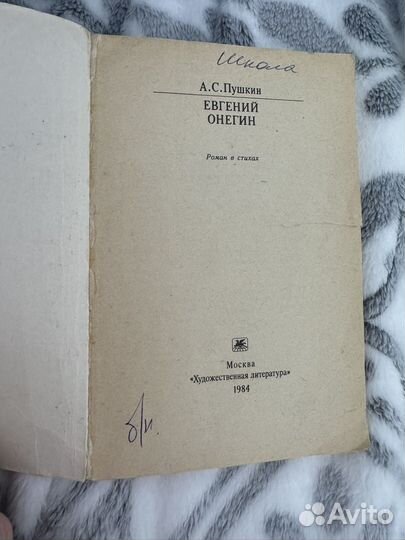 Школа
А.С.Пушкин
ЕВГЕНИЙ
ОНЕГИН
Роман в стихах
Москва
«Художественная литература»
1984
б/н.
Avito